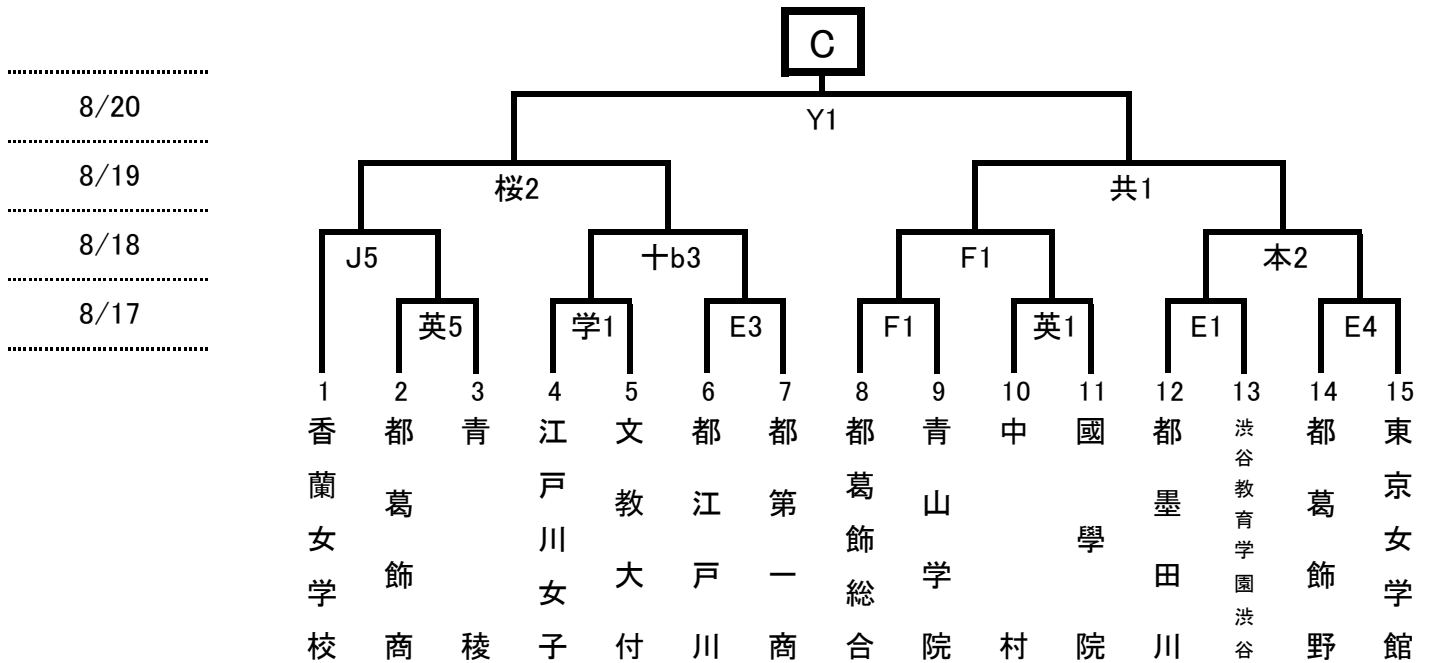 C
8/20
Y1
8/19
桜2
共1
8/18
J5
十b3
F1
本2
8/17
英5
学1
E3
F1
英1
E1
E4
1
2
3
4
5
6
7
8
9
10
11
12
13
14
15
香蘭女学校
都葛飾商
青稜
江戸川女子
文教大付
都江戸川
都第一商
都葛飾総合
青山学院
中村
國學院
都墨田川
渋谷教育学園渋谷
都葛飾野
東京女学館